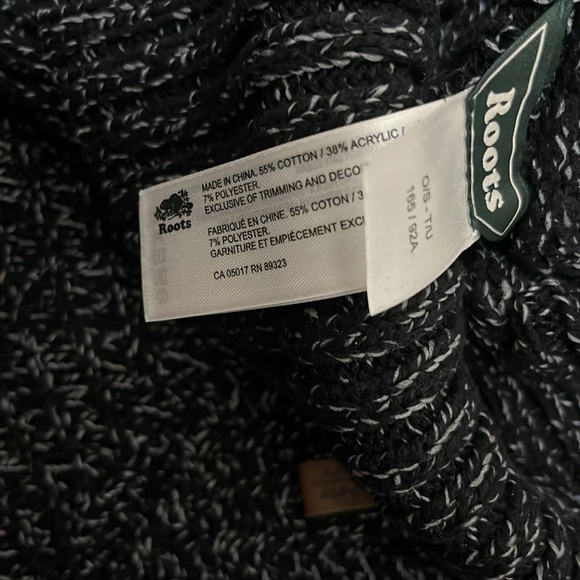 Roots
MADE IN CHINA. 55% COTTON / 38% ACRYLIC /
7% POLYESTER.
EXCLUSIVE OF TRIMMING AND DECO
FABRIQUÉ EN CHINE. 55% COTON / 3
7% POLYESTER.
GARNITURE ET EMPIÈCEMENT EXC
CA 05017 RN 89323
Roots
O/S - T/U
165 / 92A